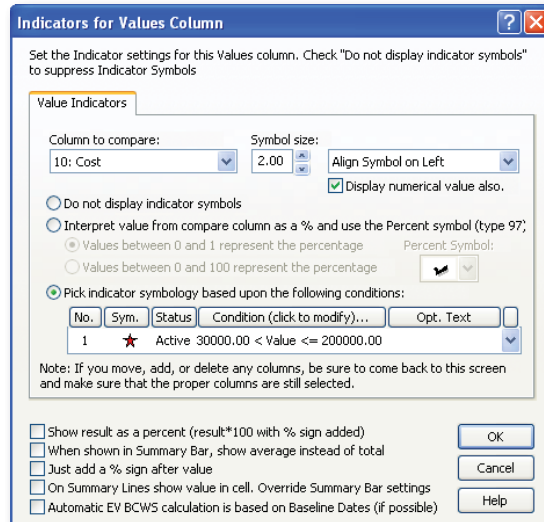 Indicators for Values Column
Set the Indicator settings for this Values column. Check "Do not display indicator symbols"
to suppress Indicator Symbols
Value Indicators
Column to compare:
Symbol size:
10: Cost
2.00
Align Symbol on Left
Display numerical value also.
Do not display indicator symbols
Interpret value from compare column as a % and use the Percent symbol (type 97)
Values between 0 and 1 represent the percentage
Percent Symbol:
Values between 0 and 100 represent the percentage
Pick indicator symbology based upon the following conditions:
No. Sym. Status Condition (click to modify)... Opt. Text
1 Active 30000.00 < Value <= 200000.00
Note: If you move, add, or delete any columns, be sure to come back to this screen
and make sure that the proper columns are still selected.
Show result as a percent (result*100 with % sign added)
When shown in Summary Bar, show average instead of total
Just add a % sign after value
On Summary Lines show value in cell. Override Summary Bar settings
Automatic EV BCWS calculation is based on Baseline Dates (if possible)
OK
Cancel
Help